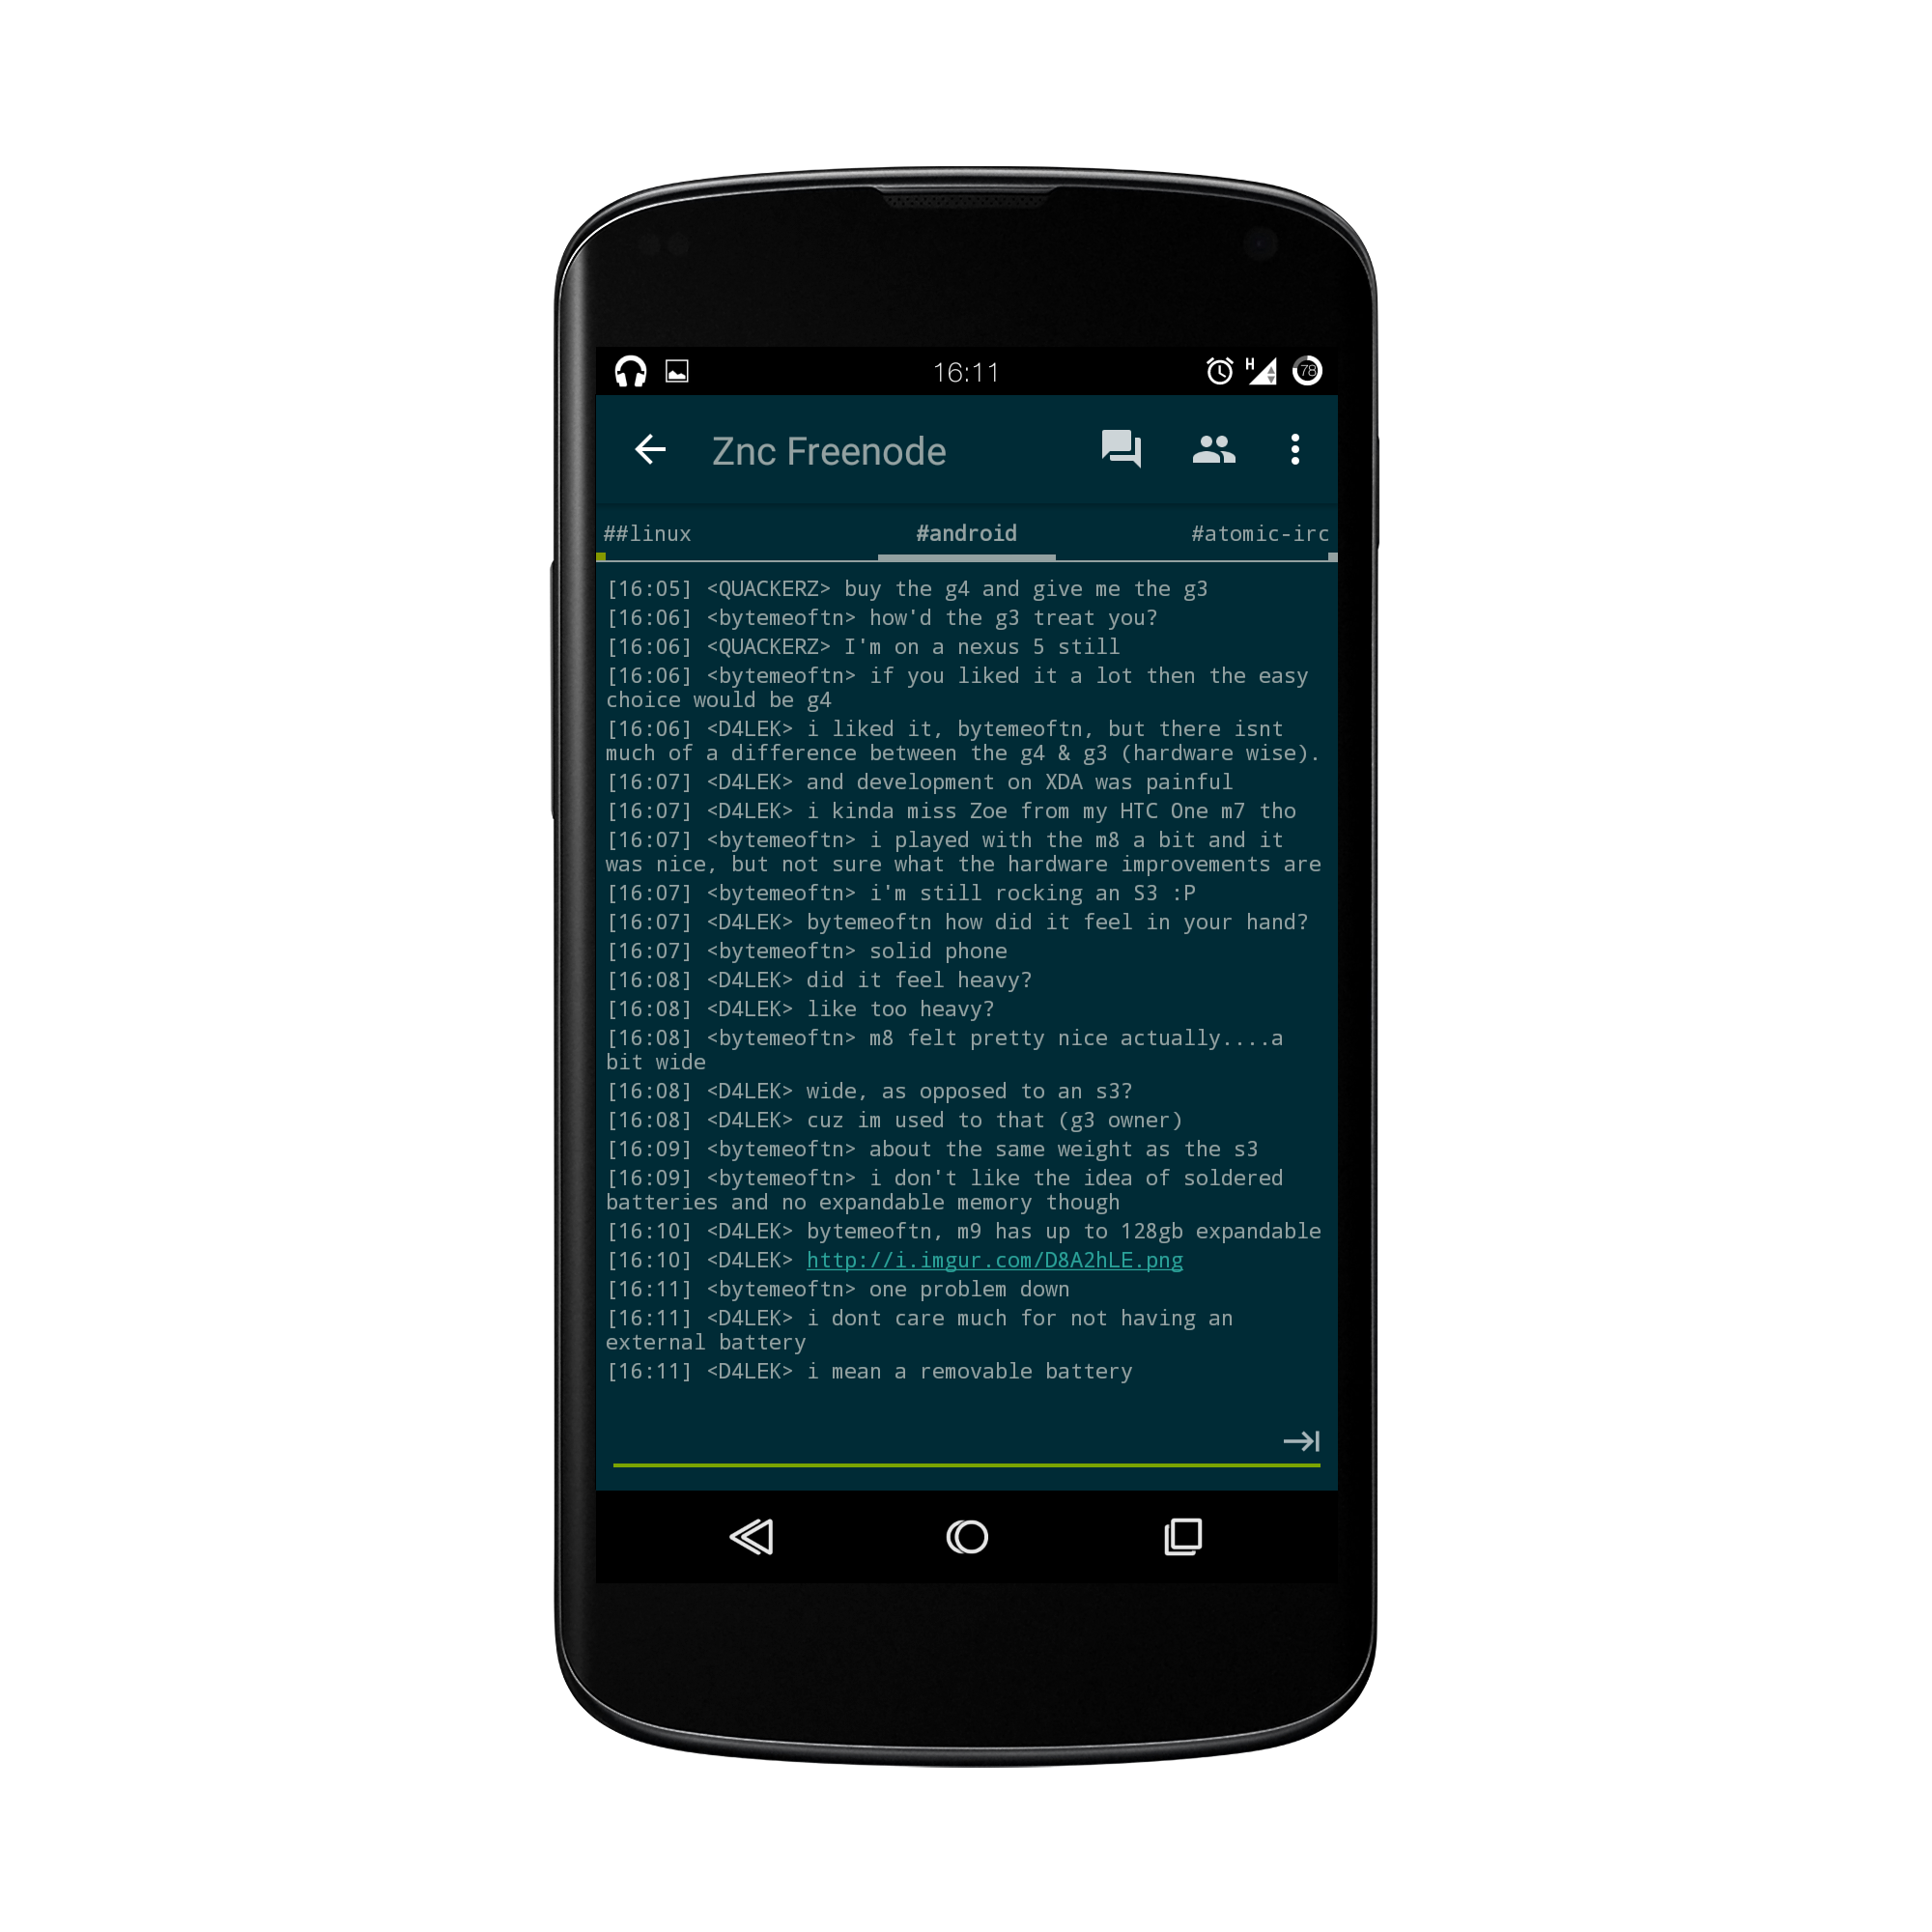 16:11
H
78
Znc Freenode
##linux
#android
#atomic-irc
[16:05] <QUACKERZ> buy the g4 and give me the g3
[16:06] <bytemeoftn> how'd the g3 treat you?
[16:06] <QUACKERZ> I'm on a nexus 5 still
[16:06] <bytemeoftn> if you liked it a lot then the easy
choice would be g4
[16:06] <D4LEK> i liked it, bytemeoftn, but there isnt
much of a difference between the g4 & g3 (hardware wise).
[16:07] <D4LEK> and development on XDA was painful
[16:07] <D4LEK> i kinda miss Zoe from my HTC One m7 tho
[16:07] <bytemeoftn> i played with the m8 a bit and it
was nice, but not sure what the hardware improvements are
[16:07] <bytemeoftn> i'm still rocking an S3 :P
[16:07] <D4LEK> bytemeoftn how did it feel in your hand?
[16:07] <bytemeoftn> solid phone
[16:08] <D4LEK> did it feel heavy?
[16:08] <D4LEK> like too heavy?
[16:08] <bytemeoftn> m8 felt pretty nice actually....a
bit wide
[16:08] <D4LEK> wide, as opposed to an s3?
[16:08] <D4LEK> cuz im used to that (g3 owner)
[16:09] <bytemeoftn> about the same weight as the s3
[16:09] <bytemeoftn> i don't like the idea of soldered
batteries and no expandable memory though
[16:10] <D4LEK> bytemeoftn, m9 has up to 128gb expandable
[16:10] <D4LEK> http://i.imgur.com/D8A2hLE.png
[16:11] <bytemeoftn> one problem down
[16:11] <D4LEK> i dont care much for not having an
external battery
[16:11] <D4LEK> i mean a removable battery